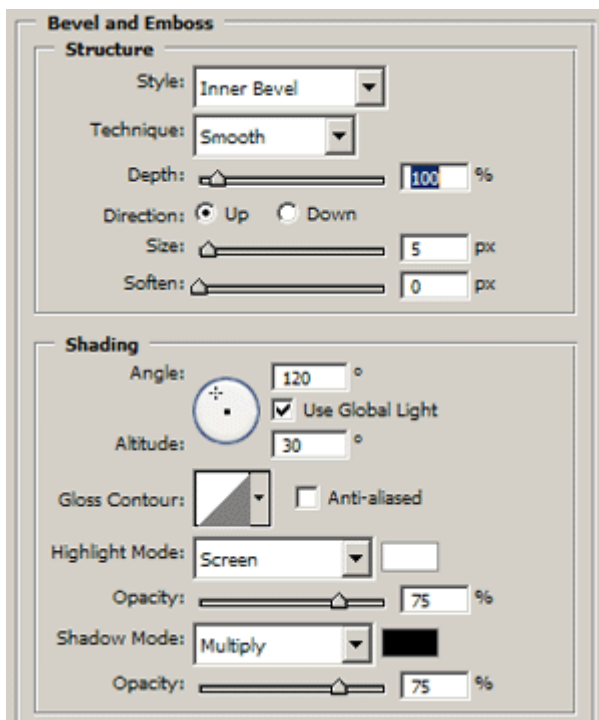 Bevel and Emboss
Structure
Style: Inner Bevel
Technique: Smooth
Depth: 100 %
Direction: Up Down
Size: 5 px
Soften: 0 px
Shading
Angle: 120 °
Use Global Light
Altitude: 30 °
Gloss Contour: Anti-aliased
Highlight Mode: Screen
Opacity: 75 %
Shadow Mode: Multiply
Opacity: 75 %